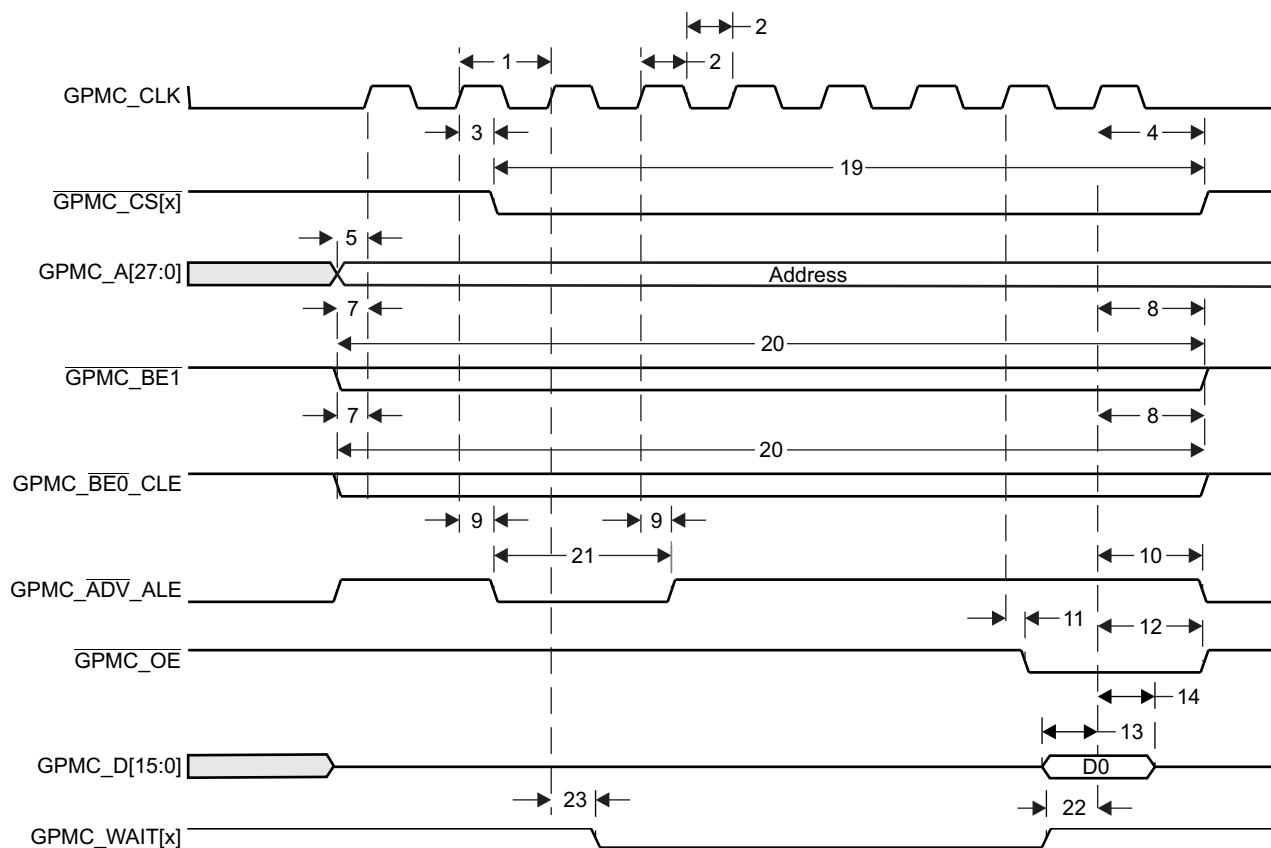 2
1
2
GPMC_CLK
3
4
19
GPMC_CS[x]
5
GPMC_A[27:0]
Address
7
8
20
GPMC_BE1
7
8
20
GPMC_BE0_CLE
9
9
21
10
GPMC_ADV_ALE
11
12
GPMC_OE
14
13
GPMC_D[15:0]
D0
23
22
GPMC_WAIT[x]